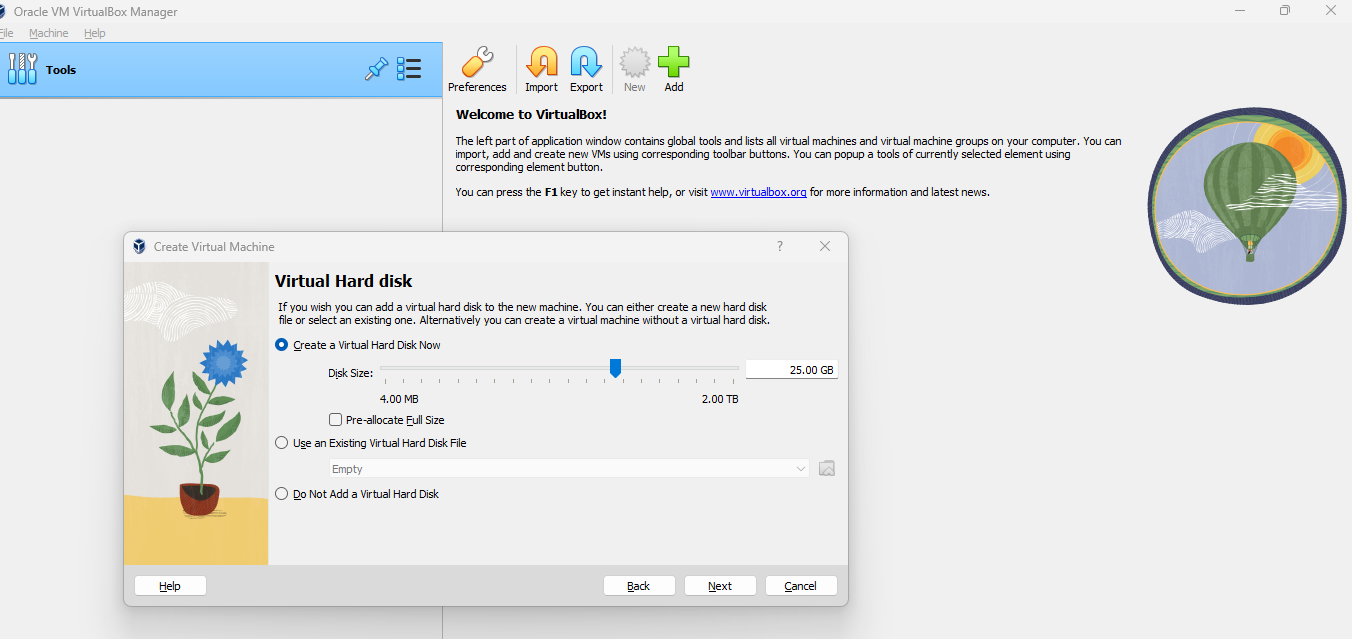 Oracle VM VirtualBox Manager
File Machine Help
Tools
Preferences Import Export New Add
Welcome to VirtualBox!
The left part of application window contains global tools and lists all virtual machines and virtual machine groups on your computer. You can
import, add and create new VMs using corresponding toolbar buttons. You can popup a tools of currently selected element using
corresponding element button.
You can press the F1 key to get instant help, or visit www.virtualbox.org for more information and latest news.
Create Virtual Machine ?
Virtual Hard disk
If you wish you can add a virtual hard disk to the new machine. You can either create a new hard disk
file or select an existing one. Alternatively you can create a virtual machine without a virtual hard disk.
Create a Virtual Hard Disk Now
Disk Size: 25.00 GB
4.00 MB 2.00 TB
Pre-allocate Full Size
Use an Existing Virtual Hard Disk File
Empty
Do Not Add a Virtual Hard Disk
Help Back Next Cancel